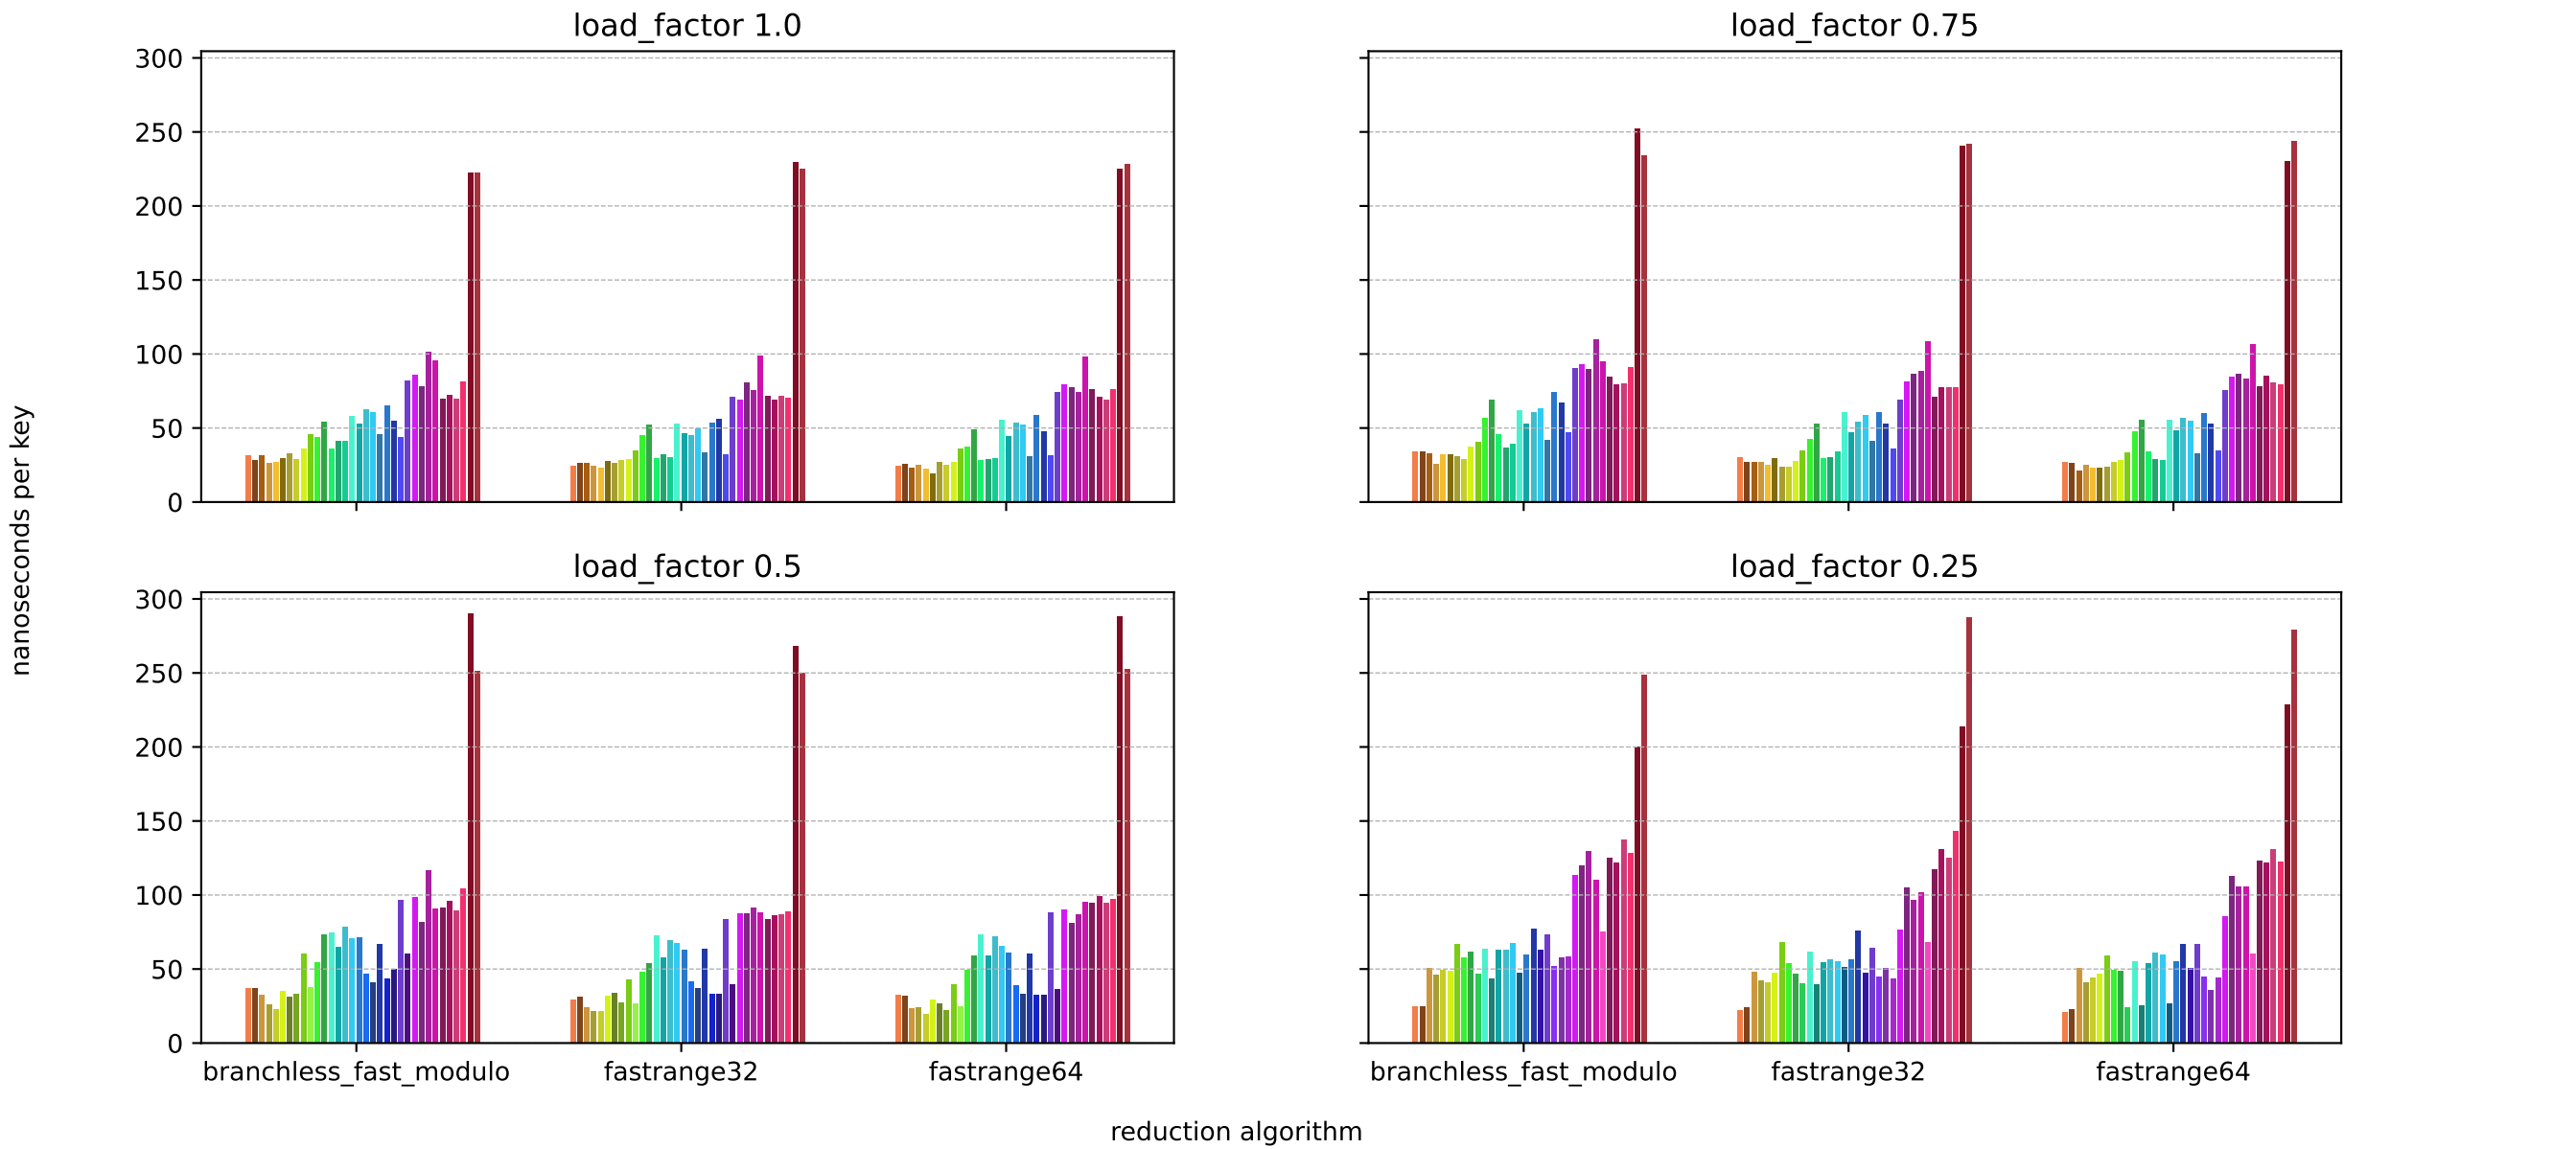 load_factor 1.0
load_factor 0.75
300
250
200
150
100
50
0
nanoseconds per key
load_factor 0.5
load_factor 0.25
300
250
200
150
100
50
0
branchless_fast_modulo fastrange32 fastrange64
branchless_fast_modulo fastrange32 fastrange64
reduction algorithm